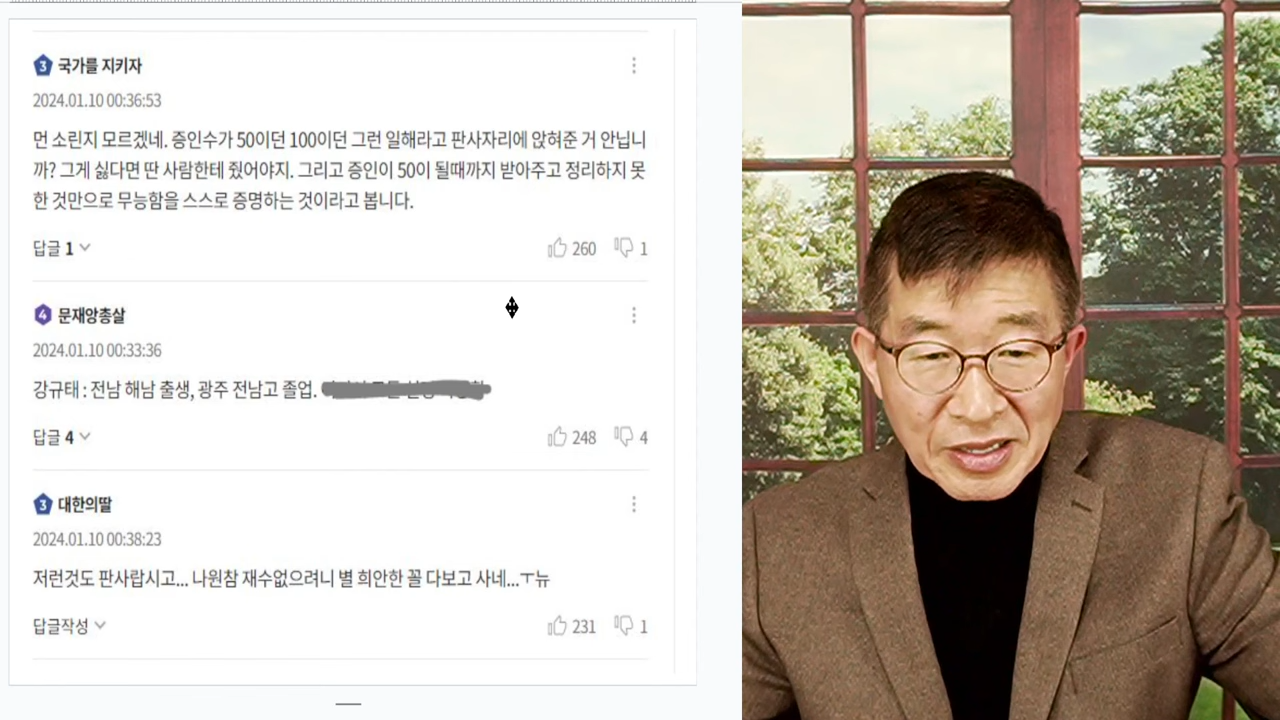 3 국가를 지키자
2024.01.10 00:36:53
먼 소린지 모르겠네. 증인수가 50이던 100이던 그런 일해라고 판사자리에 앉혀준 거 안닙니
까? 그게 싫다면 딴 사람한테 줬어야지. 그리고 증인이 50이 될때까지 받아주고 정리하지 못
한 것만으로 무능함을 스스로 증명하는 것이라고 봅니다.
답글 1
260 1
4 문재앙총살
2024.01.10 00:33:36
강규태 : 전남 해남 출생, 광주 전남고 졸업.
답글 4
248 4
3 대한의딸
2024.01.10 00:38:23
저런것도 판사랍시고... 나원참 재수없으려니 별 희안한 꼴 다보고 사네...ㅜ뉴
답글작성
231 1